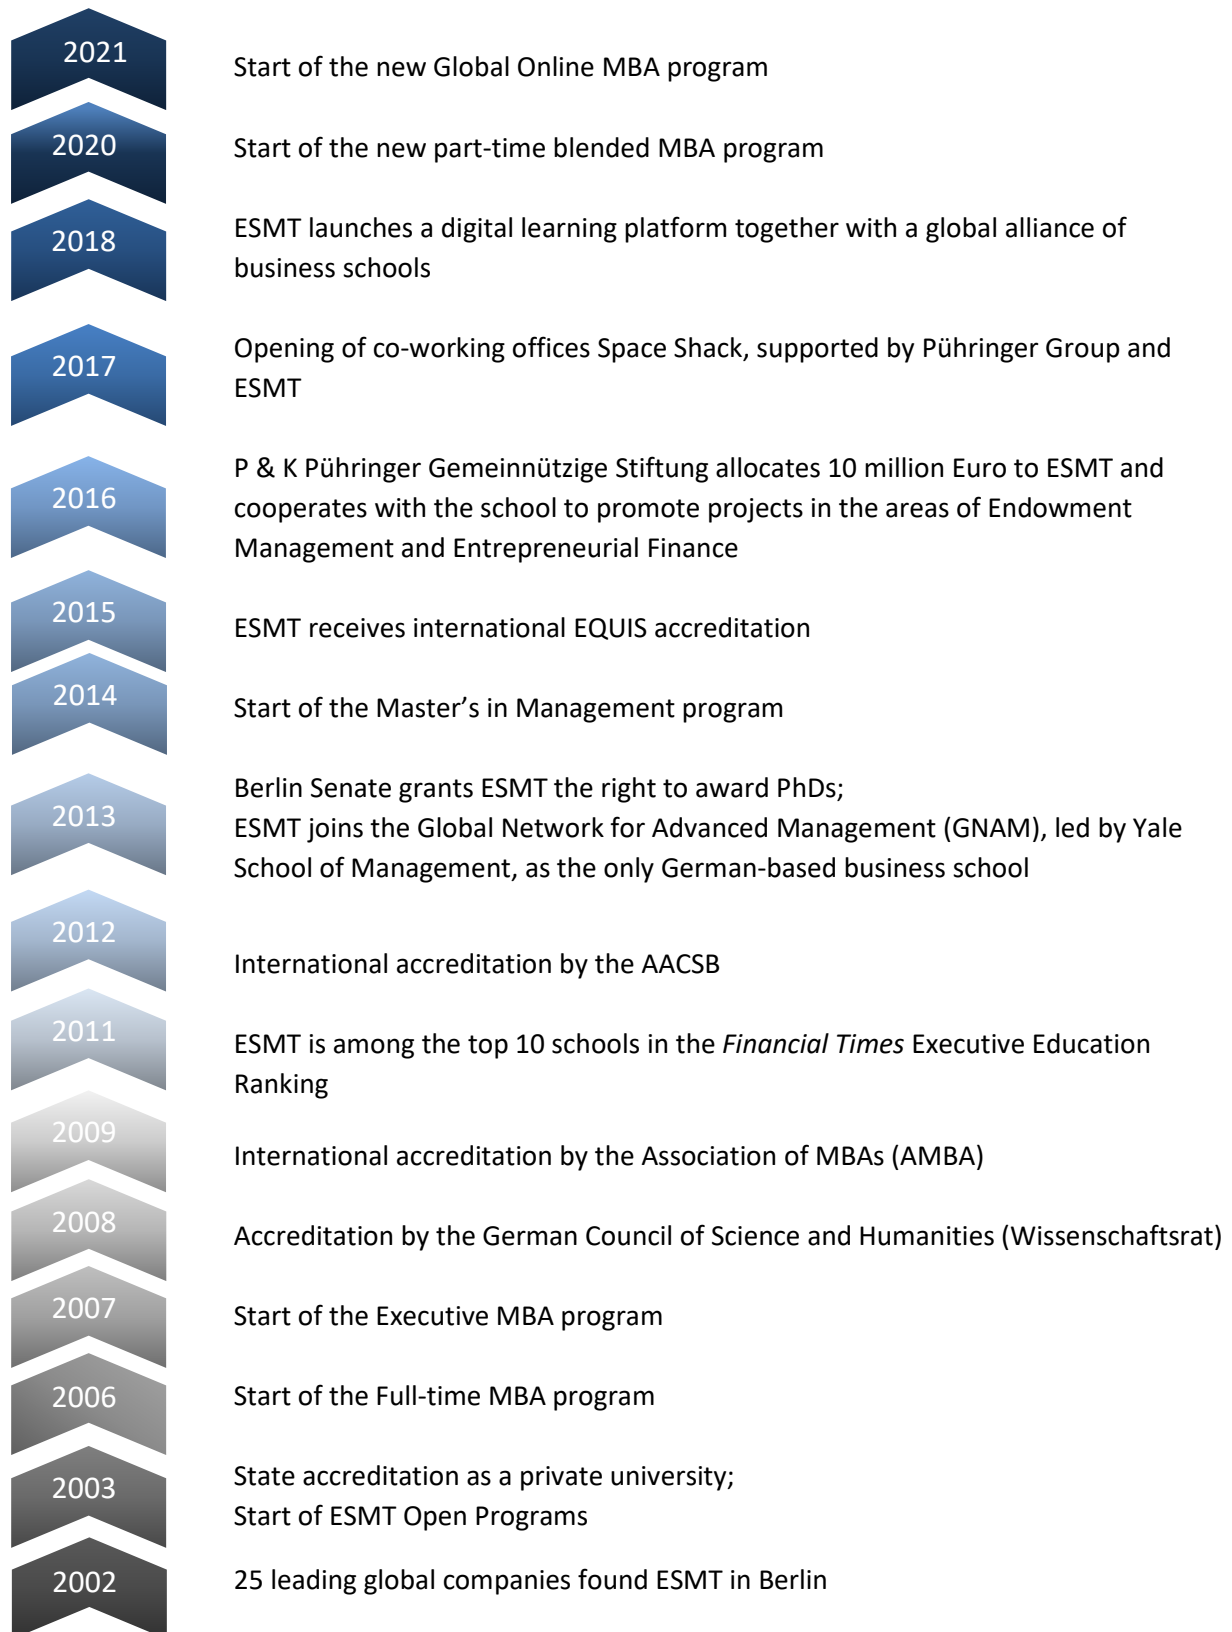 2021
Start of the new Global Online MBA program
2020
Start of the new part-time blended MBA program
2018
ESMT launches a digital learning platform together with a global alliance of
business schools
2017
Opening of co-working offices Space Shack, supported by Pühringer Group and
ESMT
2016
P & K Pühringer Gemeinnützige Stiftung allocates 10 million Euro to ESMT and
cooperates with the school to promote projects in the areas of Endowment
Management and Entrepreneurial Finance
2015
ESMT receives international EQUIS accreditation
2014
Start of the Master’s in Management program
2013
Berlin Senate grants ESMT the right to award PhDs;
ESMT joins the Global Network for Advanced Management (GNAM), led by Yale
School of Management, as the only German-based business school
2012
International accreditation by the AACSB
2011
ESMT is among the top 10 schools in the Financial Times Executive Education
Ranking
2009
International accreditation by the Association of MBAs (AMBA)
2008
Accreditation by the German Council of Science and Humanities (Wissenschaftsrat)
2007
Start of the Executive MBA program
2006
Start of the Full-time MBA program
2003
State accreditation as a private university;
Start of ESMT Open Programs
2002
25 leading global companies found ESMT in Berlin